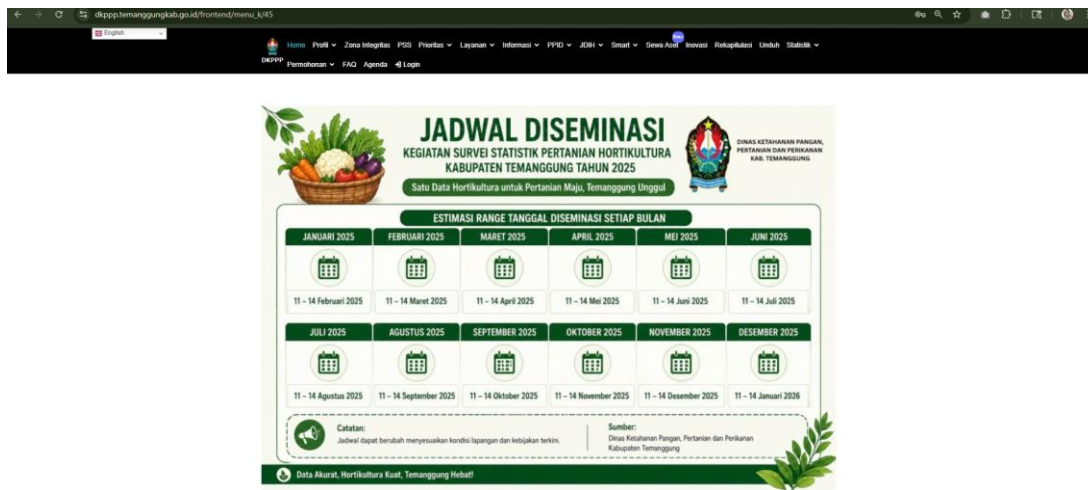 dkppp.temanggungkab.go.id/frontend/menu_k/45
English
Home Profil Zona Integritas PSS Prioritas Layanan Informasi PPID JDIH Smart Sewa Aset Inovasi Rekapitulasi Unduh Statistik
DKPPP
Permohonan FAQ Agenda Login
JADWAL DISEMINASI
KEGIATAN SURVEI STATISTIK PERTANIAN HORTIKULTURA
KABUPATEN TEMANGGUNG TAHUN 2025
Satu Data Hortikultura untuk Pertanian Maju, Temanggung Unggul
DINAS KETAHANAN PANGAN,
PERTANIAN DAN PERIKANAN
KAB. TEMANGGUNG
ESTIMASI RANGE TANGGAL DISEMINASI SETIAP BULAN
JANUARI 2025 FEBRUARI 2025 MARET 2025 APRIL 2025 MEI 2025 JUNI 2025
11 – 14 Februari 2025 11 – 14 Maret 2025 11 – 14 April 2025 11 – 14 Mei 2025 11 – 14 Juni 2025 11 – 14 Juli 2025
JULI 2025 AGUSTUS 2025 SEPTEMBER 2025 OKTOBER 2025 NOVEMBER 2025 DESEMBER 2025
11 – 14 Agustus 2025 11 – 14 September 2025 11 – 14 Oktober 2025 11 – 14 November 2025 11 – 14 Desember 2025 11 – 14 Januari 2026
Catatan:
Jadwal dapat berubah menyesuaikan kondisi lapangan dan kebijakan terkini.
Sumber:
Dinas Ketahanan Pangan, Pertanian dan Perikanan
Kabupaten Temanggung
Data Akurat, Hortikultura Kuat, Temanggung Hebat!